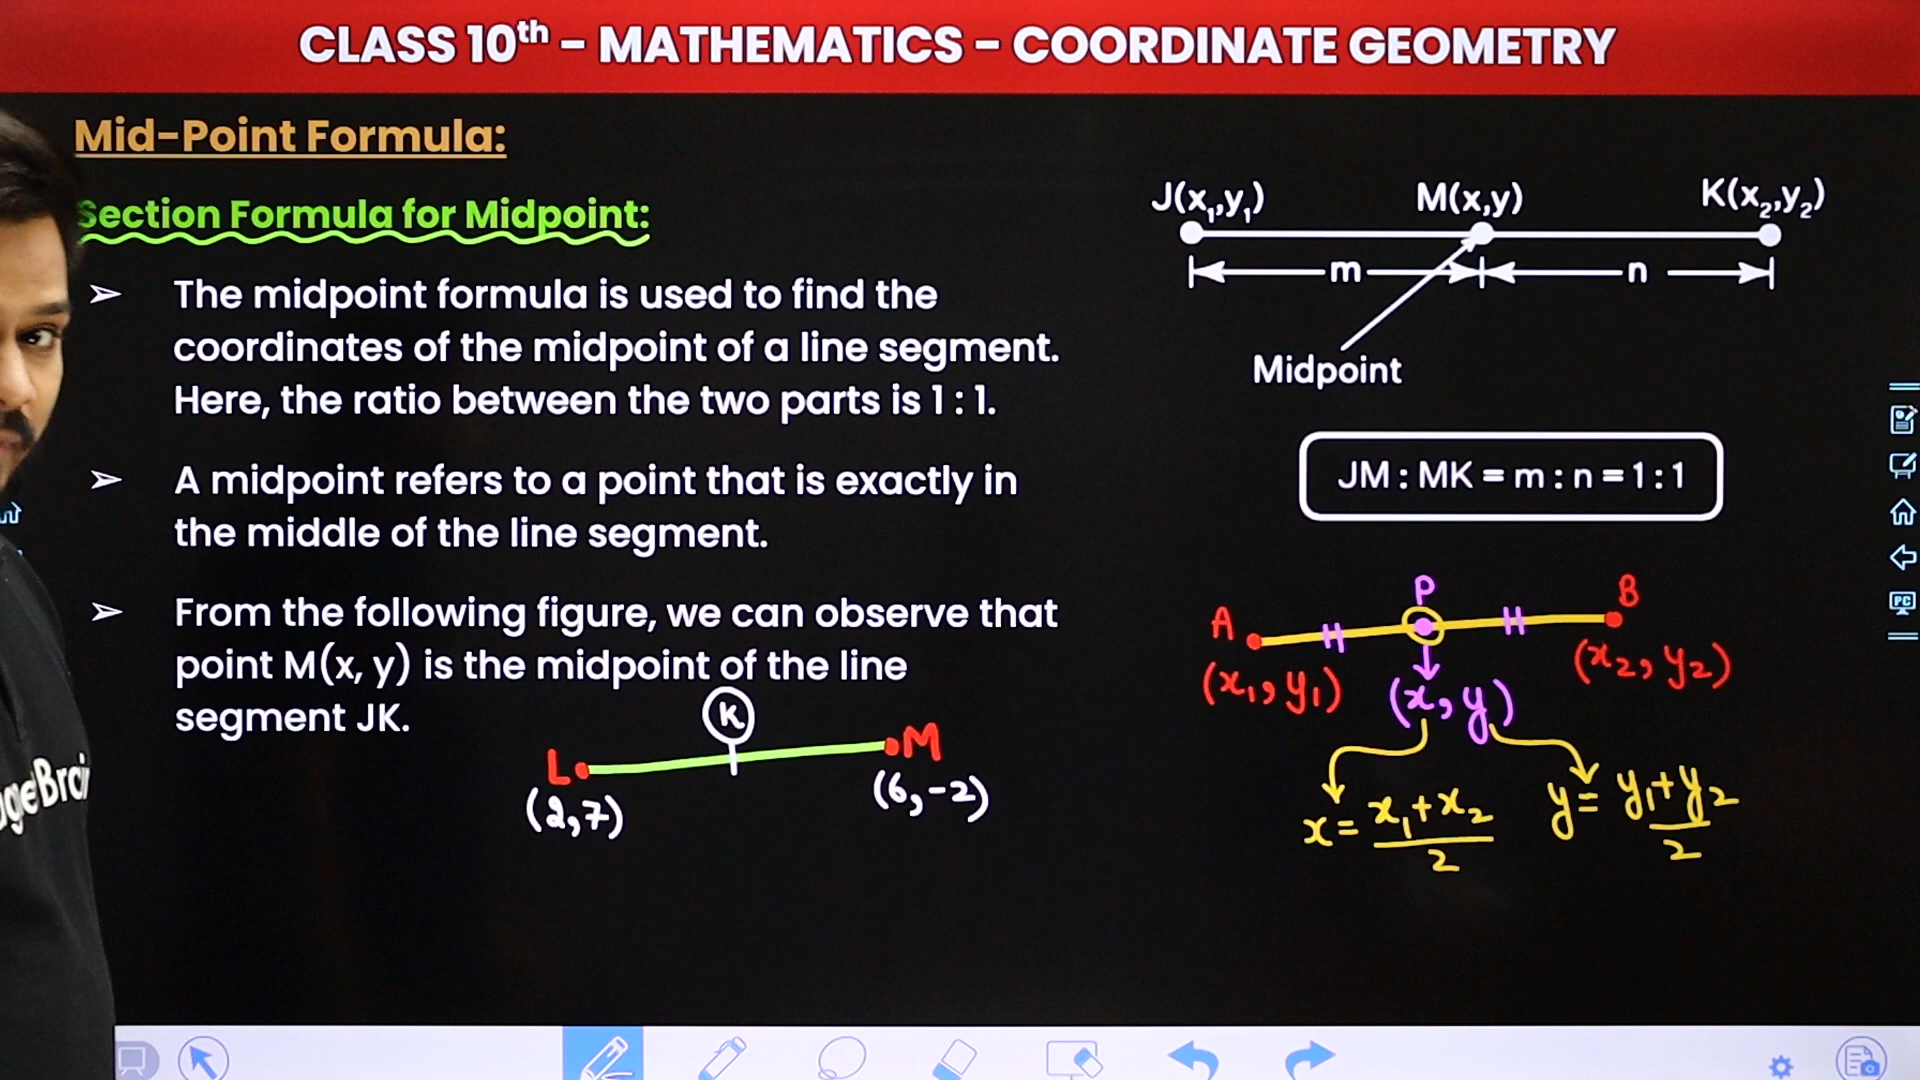 CLASS 10th – MATHEMATICS – COORDINATE GEOMETRY
Mid-Point Formula:
Section Formula for Midpoint:
➢ The midpoint formula is used to find the
coordinates of the midpoint of a line segment.
Here, the ratio between the two parts is 1 : 1.
➢ A midpoint refers to a point that is exactly in
the middle of the line segment.
➢ From the following figure, we can observe that
point M(x, y) is the midpoint of the line
segment JK.
K
L M
(2,7) (6,-2)
J(x₁,y₁) M(x,y) K(x₂,y₂)
m n
Midpoint
JM : MK = m : n = 1 : 1
A P B
(x₁, y₁) (x, y) (x₂, y₂)
x = x₁+x₂/2 y = y₁+y₂/2
PC